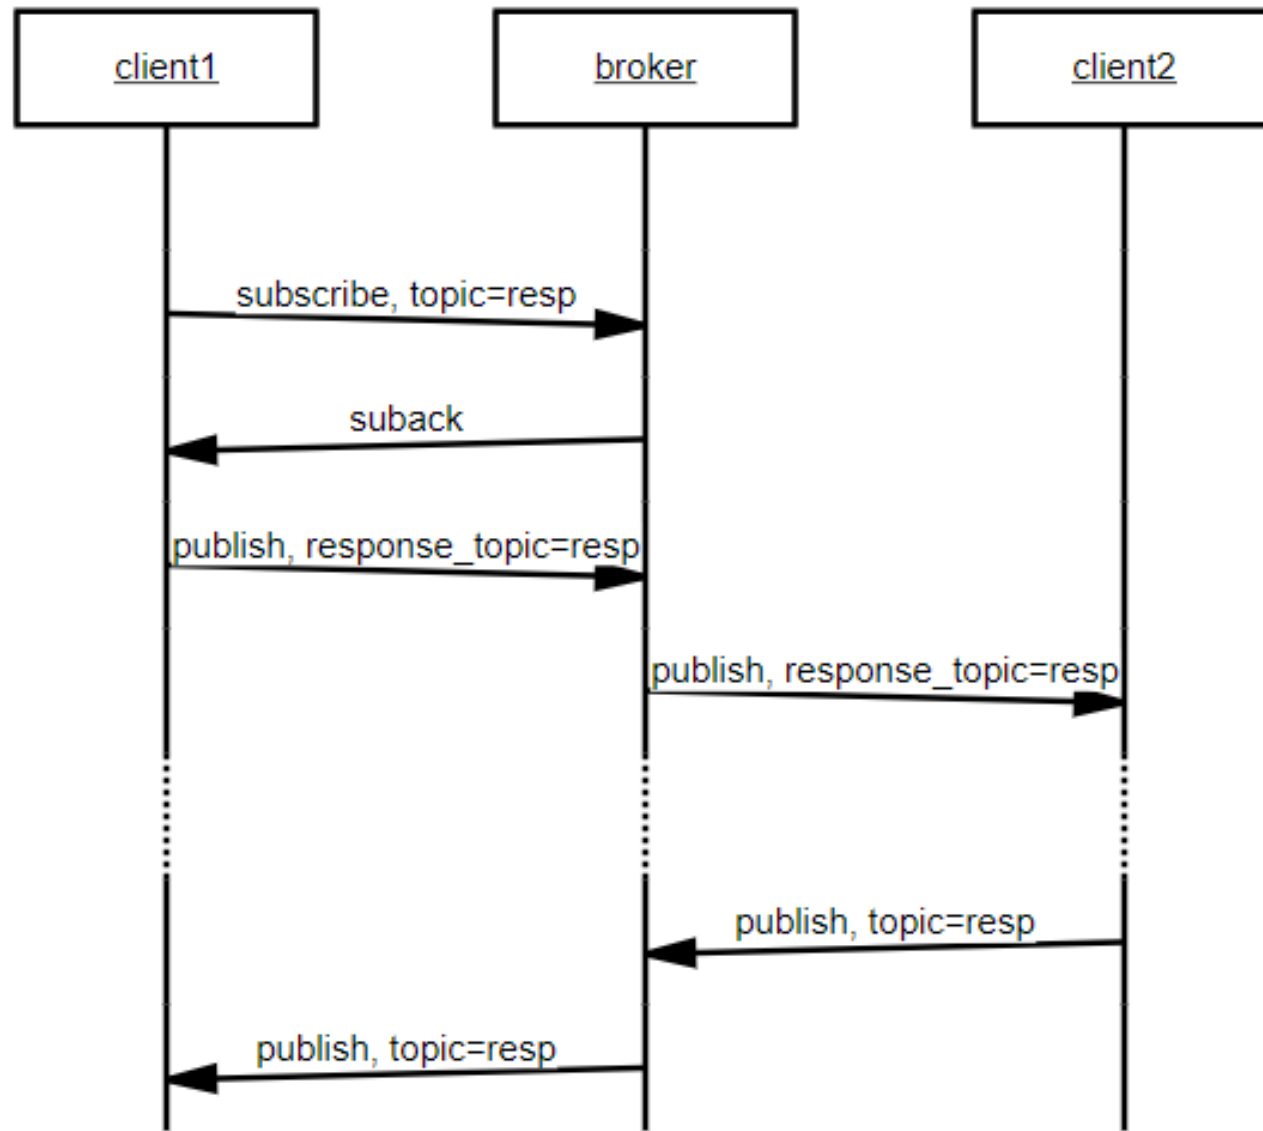 client1
broker
client2
subscribe, topic=resp
suback
publish, response_topic=resp
publish, response_topic=resp
publish, topic=resp
publish, topic=resp